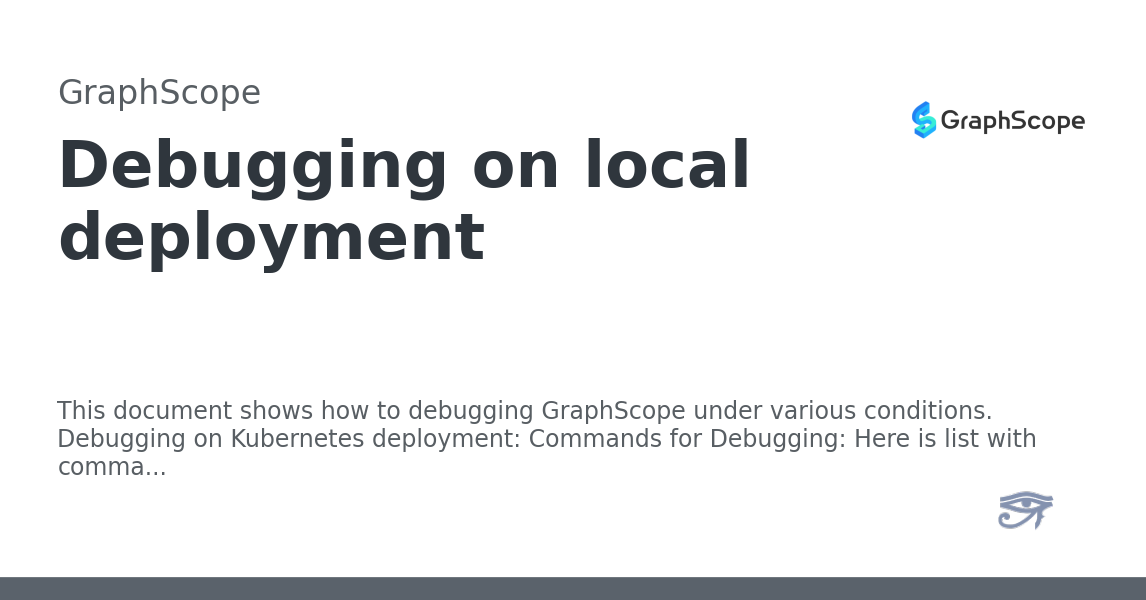 GraphScope
GraphScope
Debugging on local
deployment
This document shows how to debugging GraphScope under various conditions.
Debugging on Kubernetes deployment: Commands for Debugging: Here is list with
comma...